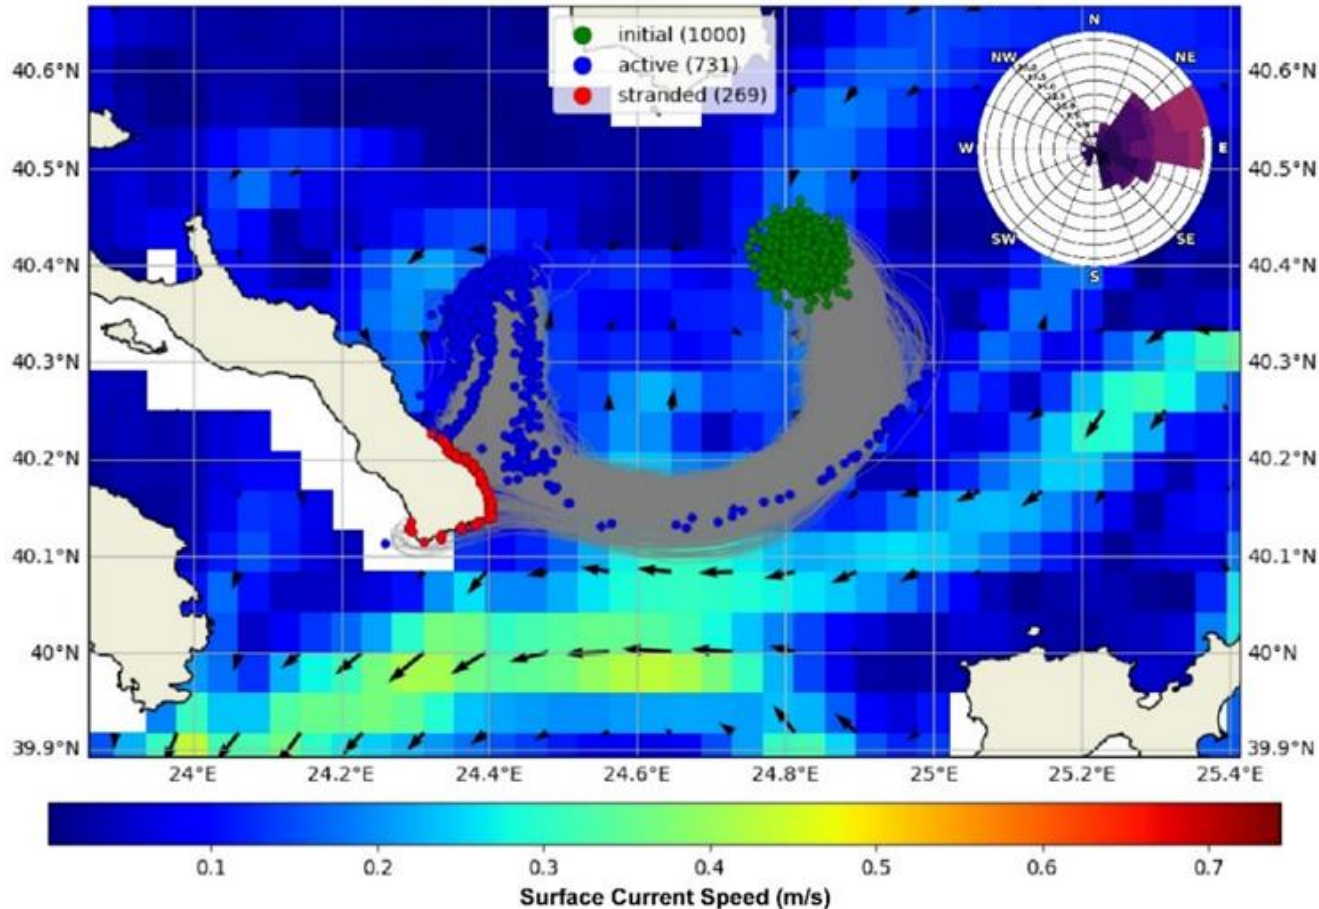 initial (1000)
active (731)
stranded (269)
N
NW
NE
W
E
SW
SE
S
40.6°N
40.6°N
40.5°N
40.5°N
40.4°N
40.4°N
40.3°N
40.3°N
40.2°N
40.2°N
40.1°N
40.1°N
40°N
40°N
39.9°N
39.9°N
24°E
24.2°E
24.4°E
24.6°E
24.8°E
25°E
25.2°E
25.4°E
0.1
0.2
0.3
0.4
0.5
0.6
0.7
Surface Current Speed (m/s)